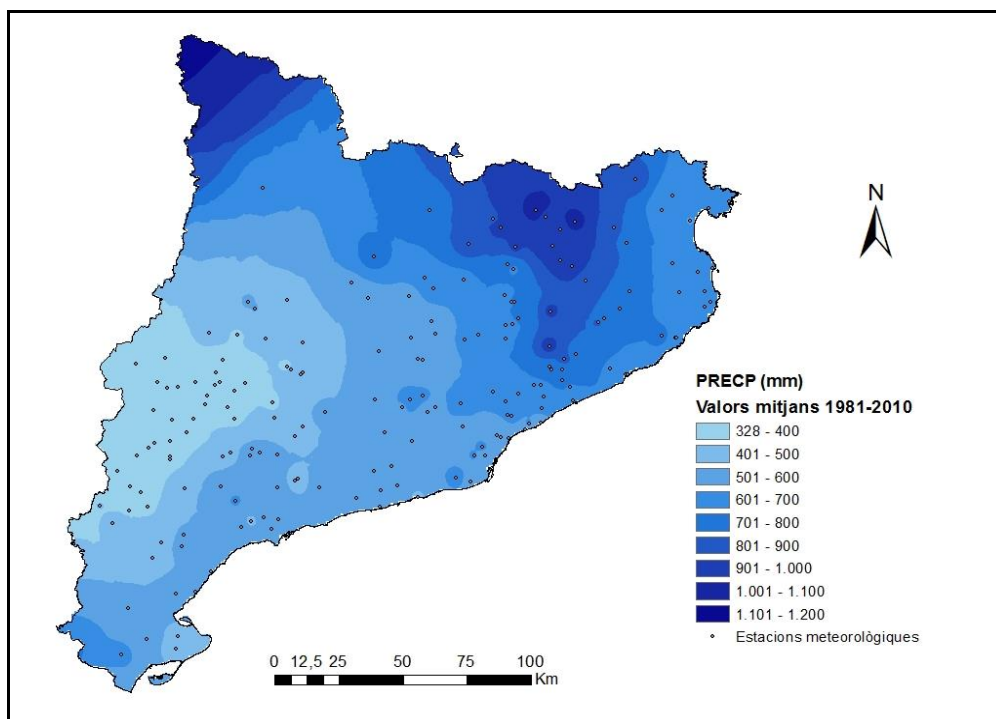 N
PRECP (mm)
Valors mitjans 1981-2010
328 - 400
401 - 500
501 - 600
601 - 700
701 - 800
801 - 900
901 - 1.000
1.001 - 1.100
1.101 - 1.200
Estacions meteorològiques
0 12,5 25 50 75 100
Km